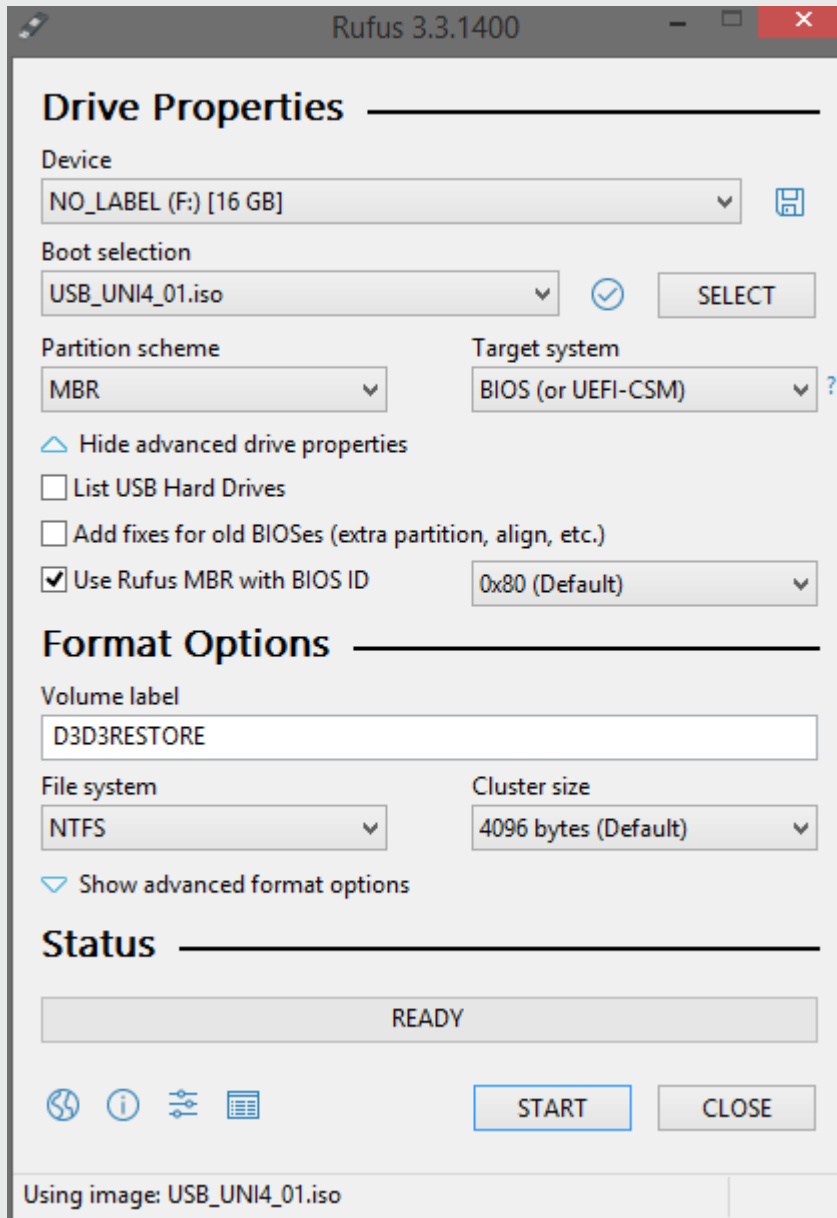 Rufus 3.3.1400
Drive Properties
Device
NO_LABEL (F:) [16 GB]
Boot selection
USB_UNI4_01.iso
SELECT
Partition scheme
Target system
MBR
BIOS (or UEFI-CSM)
?
Hide advanced drive properties
List USB Hard Drives
Add fixes for old BIOSes (extra partition, align, etc.)
Use Rufus MBR with BIOS ID
0x80 (Default)
Format Options
Volume label
D3D3RESTORE
File system
Cluster size
NTFS
4096 bytes (Default)
Show advanced format options
Status
READY
START
CLOSE
Using image: USB_UNI4_01.iso